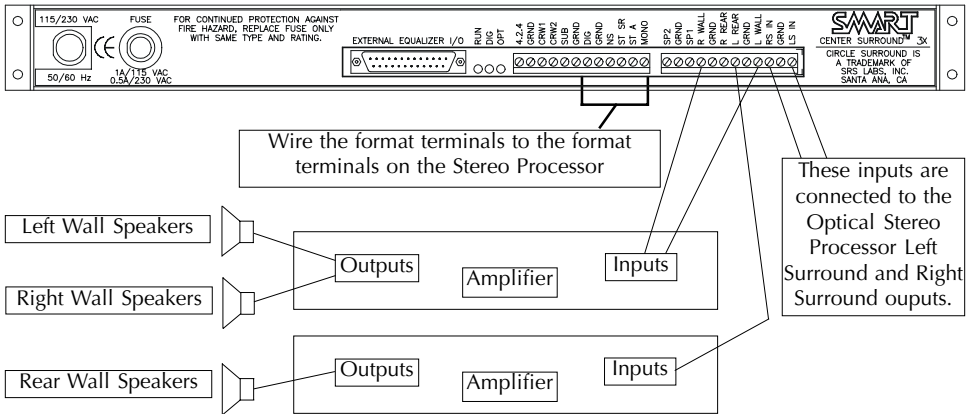 115/230 VAC
FUSE
50/60 Hz
1A/115 VAC
0.5A/230 VAC
FOR CONTINUED PROTECTION AGAINST
FIRE HAZARD, REPLACE FUSE ONLY
WITH SAME TYPE AND RATING.
EXTERNAL EQUALIZER I/O
RUN
DIG
OPT
4.2.4
GRND
CRW1
CRW2
SUB
GRND
DIG
GRND
NS
ST SR
ST A
MONO
SP2
GRND
SP1
R WALL
GRND
R REAR
L REAR
GRND
L WALL
RS IN
GRND
LS IN
SMART
CENTER SURROUND™ 3X
CIRCLE SURROUND IS
A TRADEMARK OF
SRS LABS, INC.
SANTA ANA, CA
Wire the format terminals to the format
terminals on the Stereo Processor
These inputs are
connected to the
Optical Stereo
Processor Left
Surround and Right
Surround ouputs.
Left Wall Speakers
Right Wall Speakers
Outputs
Amplifier
Inputs
Rear Wall Speakers
Outputs
Amplifier
Inputs